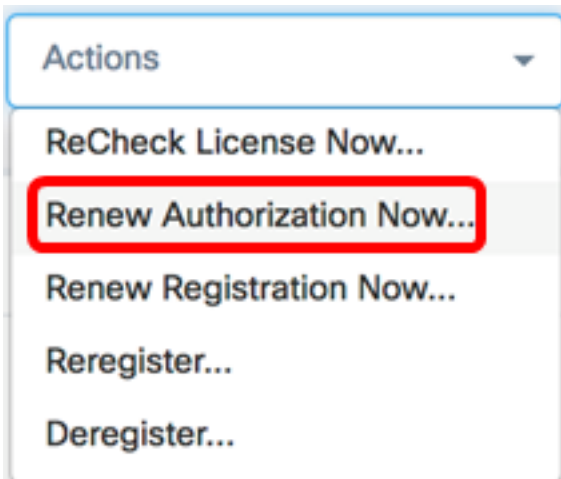 Actions
ReCheck License Now...
Renew Authorization Now...
Renew Registration Now...
Reregister...
Deregister...